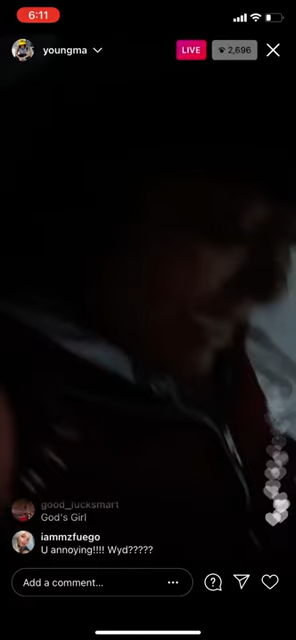 6:11
youngma
LIVE
2,696
good_jucksmart
God's Girl
iammzfuego
U annoying!!!! Wyd?????
Add a comment...